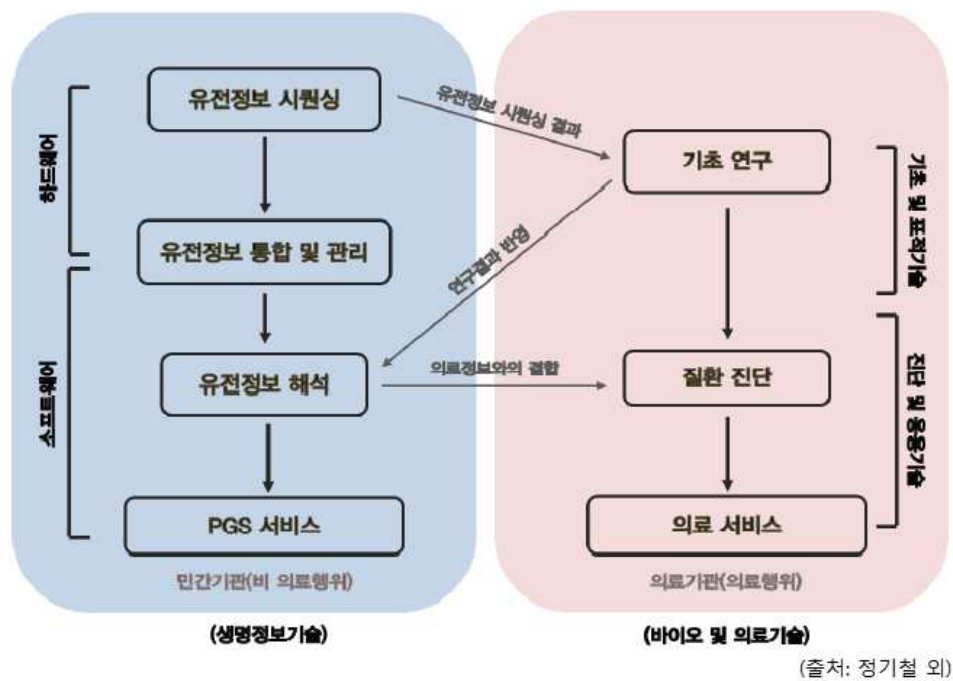 유전정보 시퀀싱
유전정보 시퀀싱 결과
기초 연구
하드웨어
기초 및 표적기술
유전정보 통합 및 관리
연구결과 반영
유전정보 해석
의료정보와의 결합
질환 진단
소프트웨어
진단 및 응용기술
PGS 서비스
의료 서비스
민간기관(비 의료행위)
의료기관(의료행위)
(생명정보기술)
(바이오 및 의료기술)
(출처: 정기철 외)